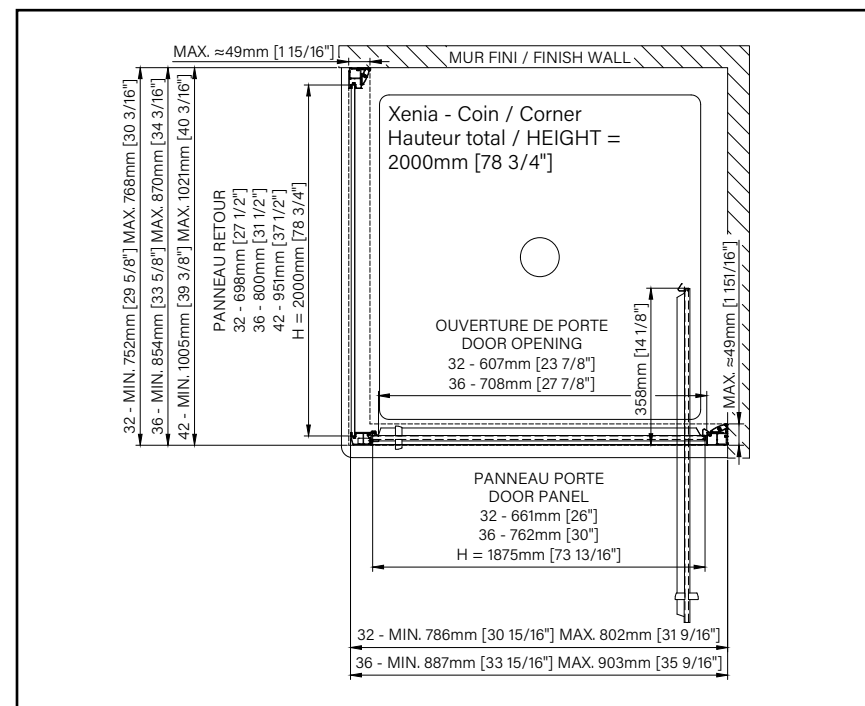 MAX. ≈49mm [1 15/16"]
MUR FINI / FINISH WALL
Xenia - Coin / Corner
Hauteur total / HEIGHT =
2000mm [78 3/4"]
32 - MIN. 752mm [29 5/8"] MAX. 768mm [30 3/16"]
36 - MIN. 854mm [33 5/8"] MAX. 870mm [34 3/16"]
42 - MIN. 1005mm [39 3/8"] MAX. 1021mm [40 3/16"]
PANNEAU RETOUR
32 - 698mm [27 1/2"]
36 - 800mm [31 1/2"]
42 - 951mm [37 1/2"]
H = 2000mm [78 3/4"]
OUVERTURE DE PORTE
DOOR OPENING
32 - 607mm [23 7/8"]
36 - 708mm [27 7/8"]
358mm [14 1/8"]
MAX. ≈49mm [1 151/16"]
PANNEAU PORTE
DOOR PANEL
32 - 661mm [26"]
36 - 762mm [30"]
H = 1875mm [73 13/16"]
32 - MIN. 786mm [30 15/16"] MAX. 802mm [31 9/16"]
36 - MIN. 887mm [33 15/16"] MAX. 903mm [35 9/16"]